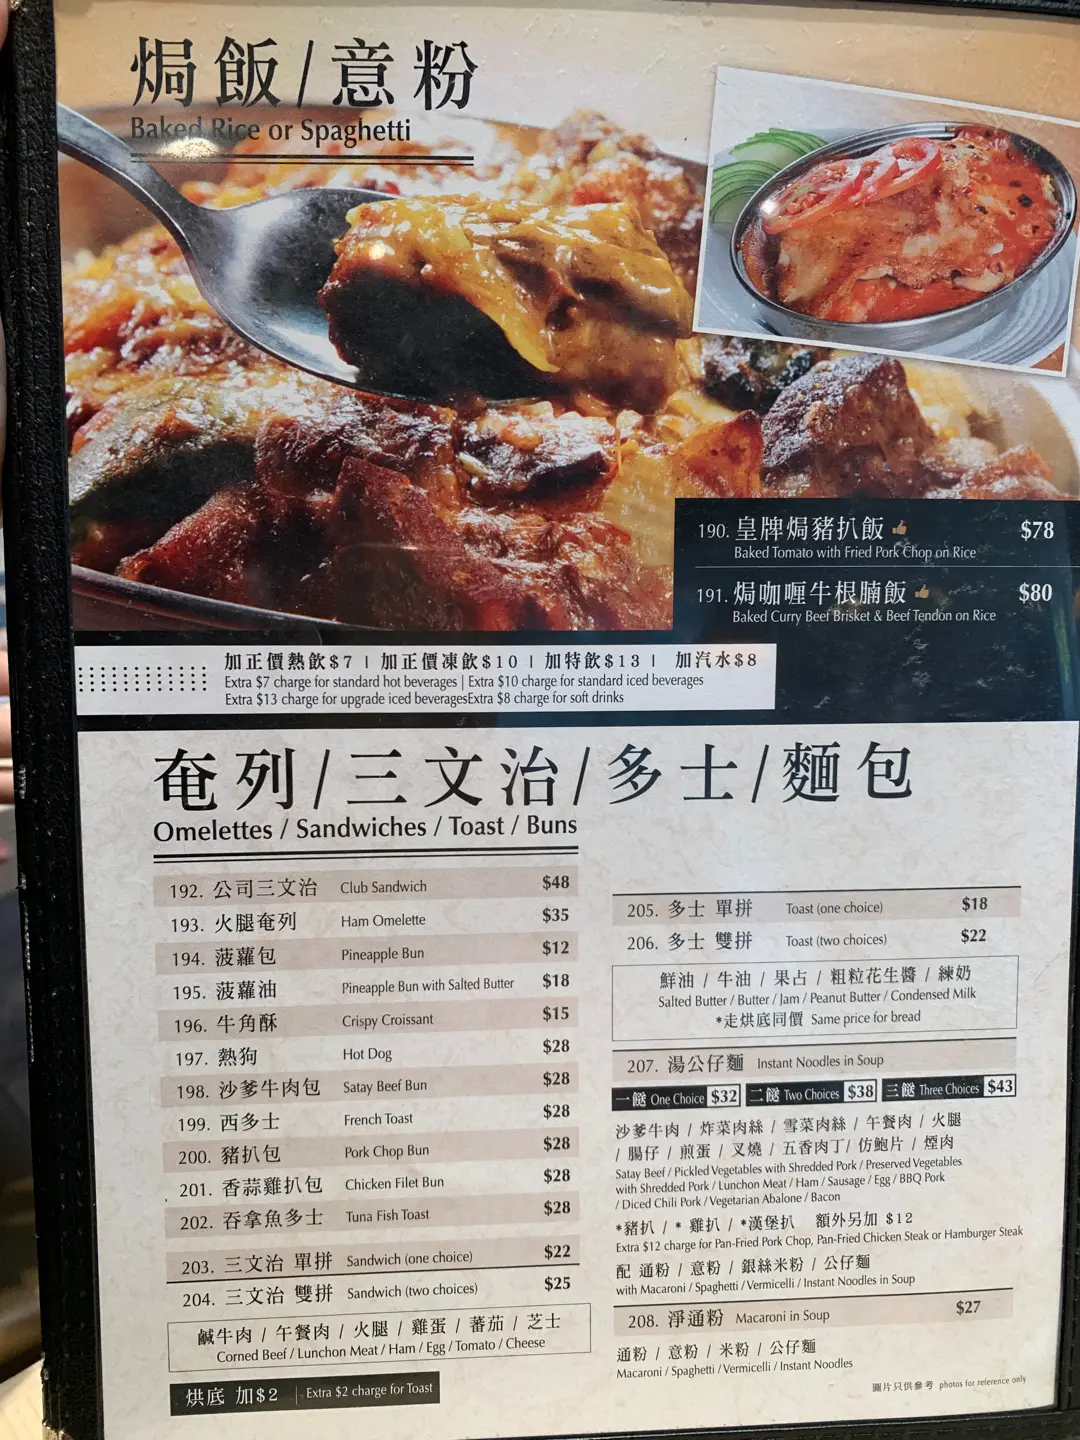 焗飯/意粉
Baked Rice or Spaghetti
190. 皇牌焗豬扒飯 $78
Baked Tomato with Fried Pork Chop on Rice
191. 焗咖喱牛根腩飯 $80
Baked Curry Beef Brisket & Beef Tendon on Rice
加正價熱飲$7 | 加正價凍飲$10 | 加特飲$13 | 加汽水$8
Extra $7 charge for standard hot beverages | Extra $10 charge for standard iced beverages
Extra $13 charge for upgrade iced beveragesExtra $8 charge for soft drinks
奄列/三文治/多士/麵包
Omelettes / Sandwiches / Toast / Buns
192. 公司三文治 Club Sandwich $48
193. 火腿奄列 Ham Omelette $35
194. 菠蘿包 Pineapple Bun $12
195. 菠蘿油 Pineapple Bun with Salted Butter $18
196. 牛角酥 Crispy Croissant $15
197. 熱狗 Hot Dog $28
198. 沙爹牛肉包 Satay Beef Bun $28
199. 西多士 French Toast $28
200. 豬扒包 Pork Chop Bun $28
201. 香蒜雞扒包 Chicken Filet Bun $28
202. 吞拿魚多士 Tuna Fish Toast $28
203. 三文治 單拼 Sandwich (one choice) $22
204. 三文治 雙拼 Sandwich (two choices) $25
鹹牛肉 / 午餐肉 / 火腿 / 雞蛋 / 蕃茄 / 芝士
Corned Beef / Lunchon Meat / Ham / Egg / Tomato / Cheese
烘底 加$2 | Extra $2 charge for Toast
205. 多士 單拼 Toast (one choice) $18
206. 多士 雙拼 Toast (two choices) $22
鮮油 / 牛油 / 果占 / 粗粒花生醬 / 練奶
Salted Butter / Butter / Jam / Peanut Butter / Condensed Milk
*走烘底同價 Same price for bread
207. 湯公仔麵 Instant Noodles in Soup
一餸 One Choice $32 二餸 Two Choices $38 三餸 Three Choices $43
沙爹牛肉 / 炸菜肉絲 / 雪菜肉絲 / 午餐肉 / 火腿
/ 腸仔 / 煎蛋 / 叉燒 / 五香肉丁/ 仿鮑片 / 煙肉
Satay Beef / Pickled Vegetables with Shredded Pork / Preserved Vegetables
with Shredded Pork / Lunchon Meat / Ham / Sausage / Egg / BBQ Pork
/ Diced Chili Pork / Vegetarian Abalone / Bacon
*豬扒 / * 雞扒 / *漢堡扒 額外另加 $12
Extra $12 charge for Pan-Fried Pork Chop, Pan-Fried Chicken Steak or Hamburger Steak
配 通粉 / 意粉 / 銀絲米粉 / 公仔麵
with Macaroni / Spaghetti / Vermicelli / Instant Noodles in Soup
208. 淨通粉 Macaroni in Soup $27
通粉 / 意粉 / 米粉 / 公仔麵
Macaroni / Spaghetti / Vermicelli / Instant Noodles
圖片只供參考 photos for reference only